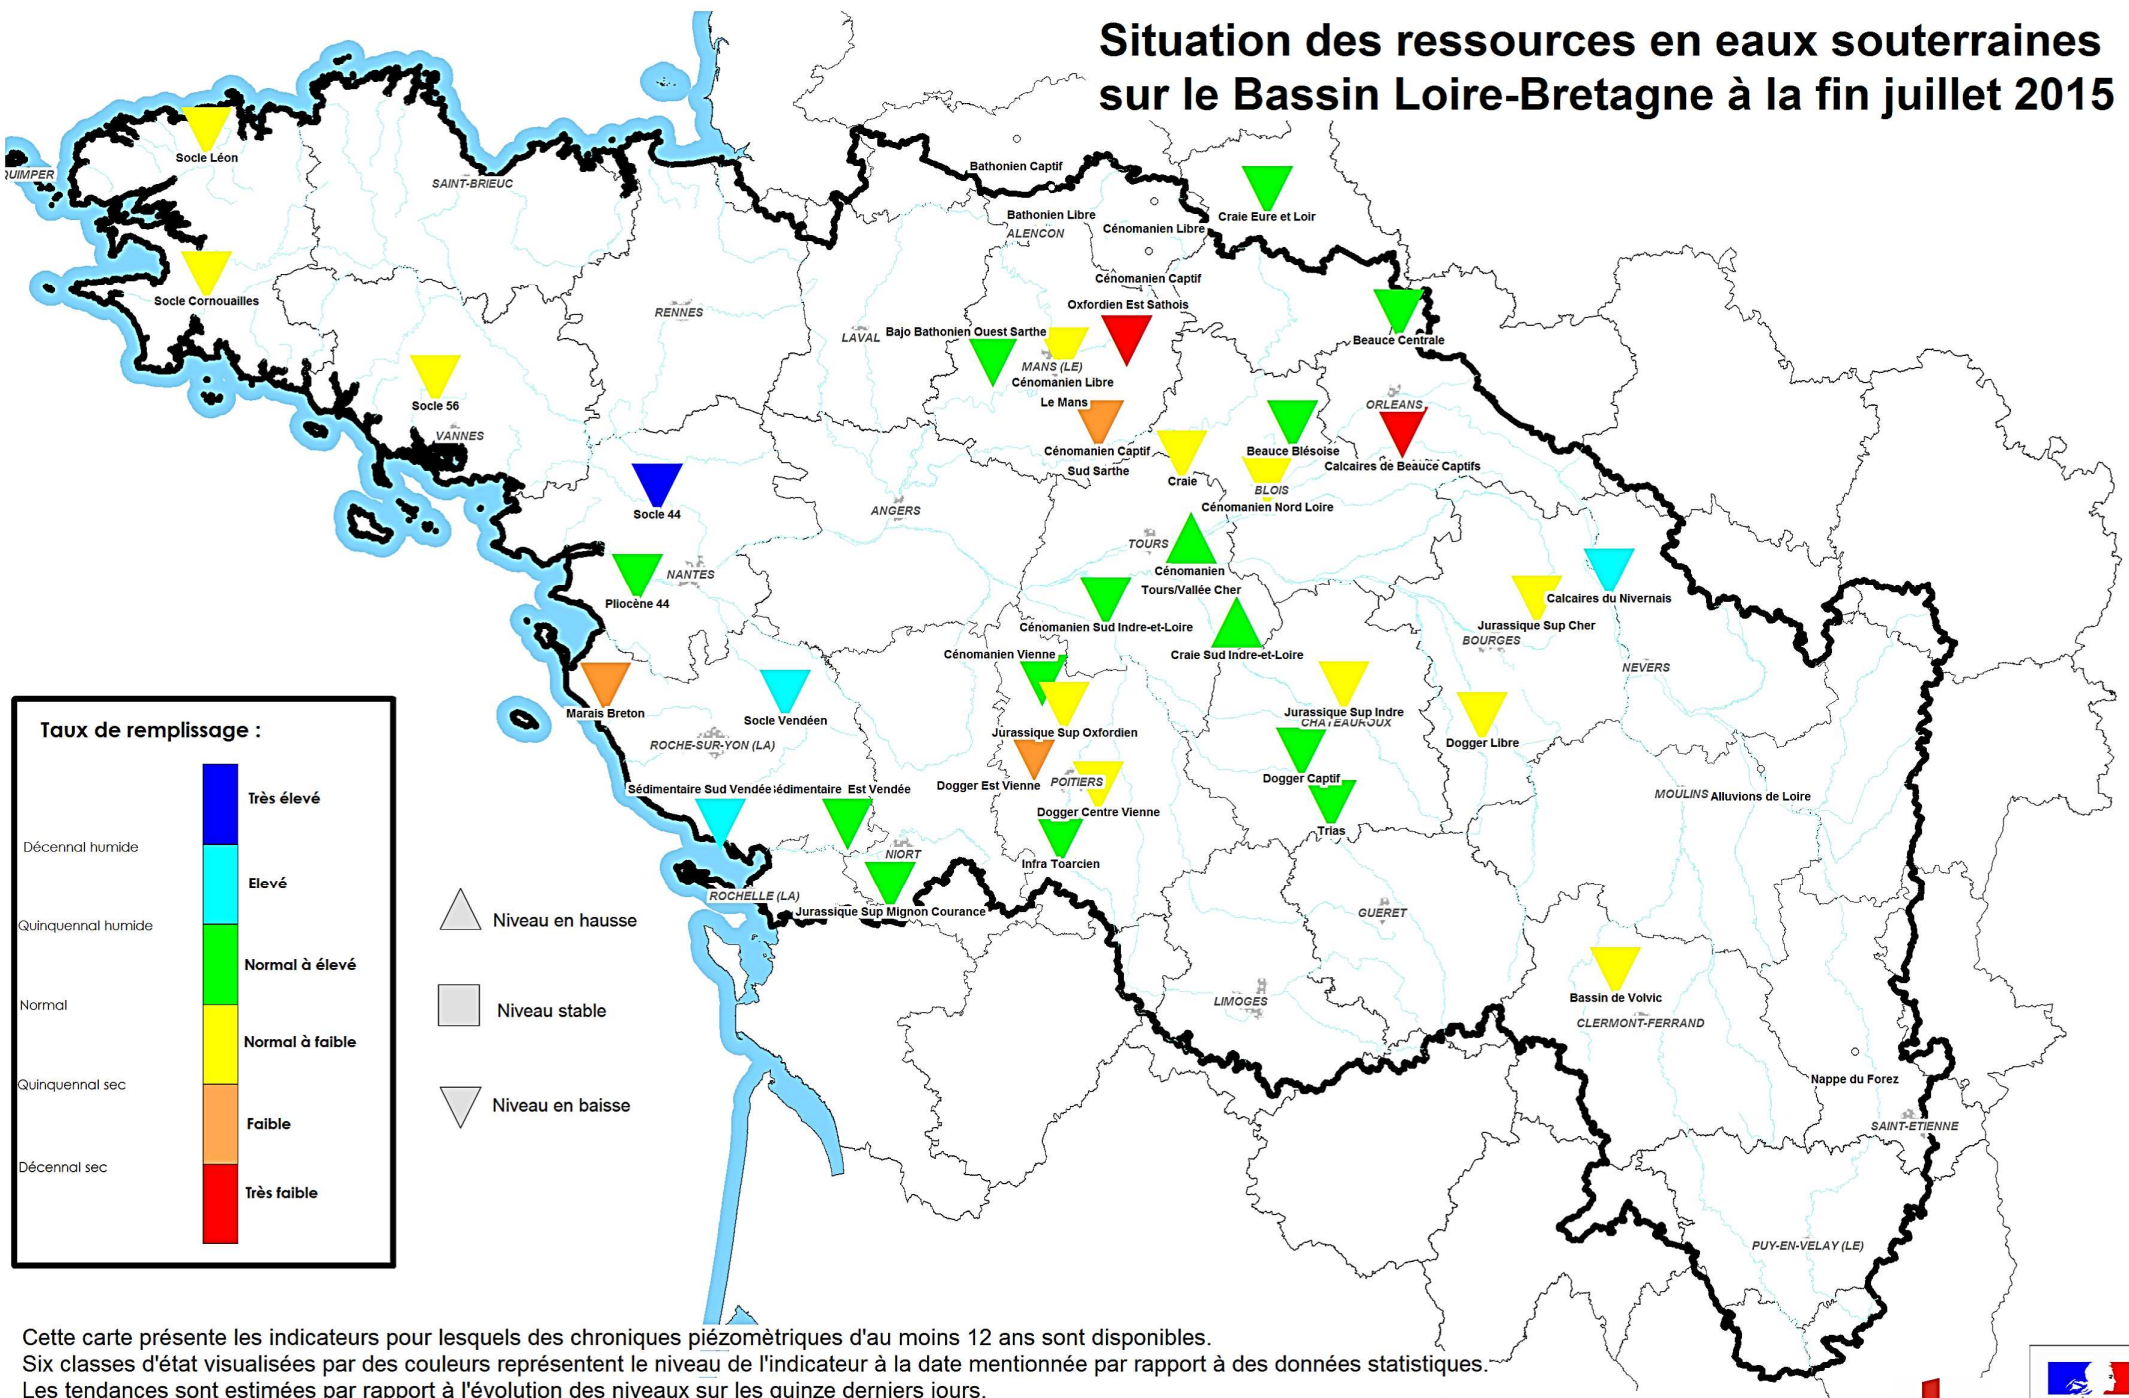 Situation des ressources en eaux souterraines
sur le Bassin Loire-Bretagne à la fin juillet 2015
Socle Léon
QUIMPER
SAINT-BRIEUC
Bathonien Captif
Bathonien Libre
ALENCON
Cénomanien Libre
Craie Eure et Loir
Socle Cornouailles
RENNES
Cénomanien Captif
Oxfordien Est Sathois
LAVAL
Bajo Bathonien Ouest Sarthe
Beauce Centrale
MANS (LE)
Cénomanien Libre
Le Mans
Socle 56
VANNES
ORLEANS
Cénomanien Captif
Sud Sarthe
Beauce Blésoise
Calcaires de Beauce Captifs
Craie
BLOIS
Cénomanien Nord Loire
Socle 44
ANGERS
TOURS
Cénomanien
Tours/Vallée Cher
NANTES
Pliocène 44
Calcaires du Nivernais
Cénomanien Sud Indre-et-Loire
Jurassique Sup Cher
BOURGES
Cénomanien Vienne
Craie Sud Indre-et-Loire
NEVERS
Marais Breton
Socle Vendéen
Jurassique Sup Indre
CHATEAUROUX
Jurassique Sup Oxfordien
Dogger Libre
ROCHE-SUR-YON (LA)
Dogger Est Vienne
POITIERS
Dogger Captif
Sédimentaire Sud Vendée
Sédimentaire Est Vendée
MOULINS
Alluvions de Loire
Dogger Centre Vienne
Trias
NIORT
Infra Toarcien
ROCHELLE (LA)
Jurassique Sup Mignon Courance
GUERET
LIMOGES
Bassin de Volvic
CLERMONT-FERRAND
Nappe du Forez
SAINT-ETIENNE
PUY-EN-VELAY (LE)
Taux de remplissage :
Très élevé
Décennal humide
Elevé
Quinquennal humide
Normal à élevé
Normal
Normal à faible
Quinquennal sec
Faible
Décennal sec
Très faible
Niveau en hausse
Niveau stable
Niveau en baisse
Cette carte présente les indicateurs pour lesquels des chroniques piézomètriques d'au moins 12 ans sont disponibles.
Six classes d'état visualisées par des couleurs représentent le niveau de l'indicateur à la date mentionnée par rapport à des données statistiques.
Les tendances sont estimées par rapport à l'évolution des niveaux sur les quinze derniers jours.